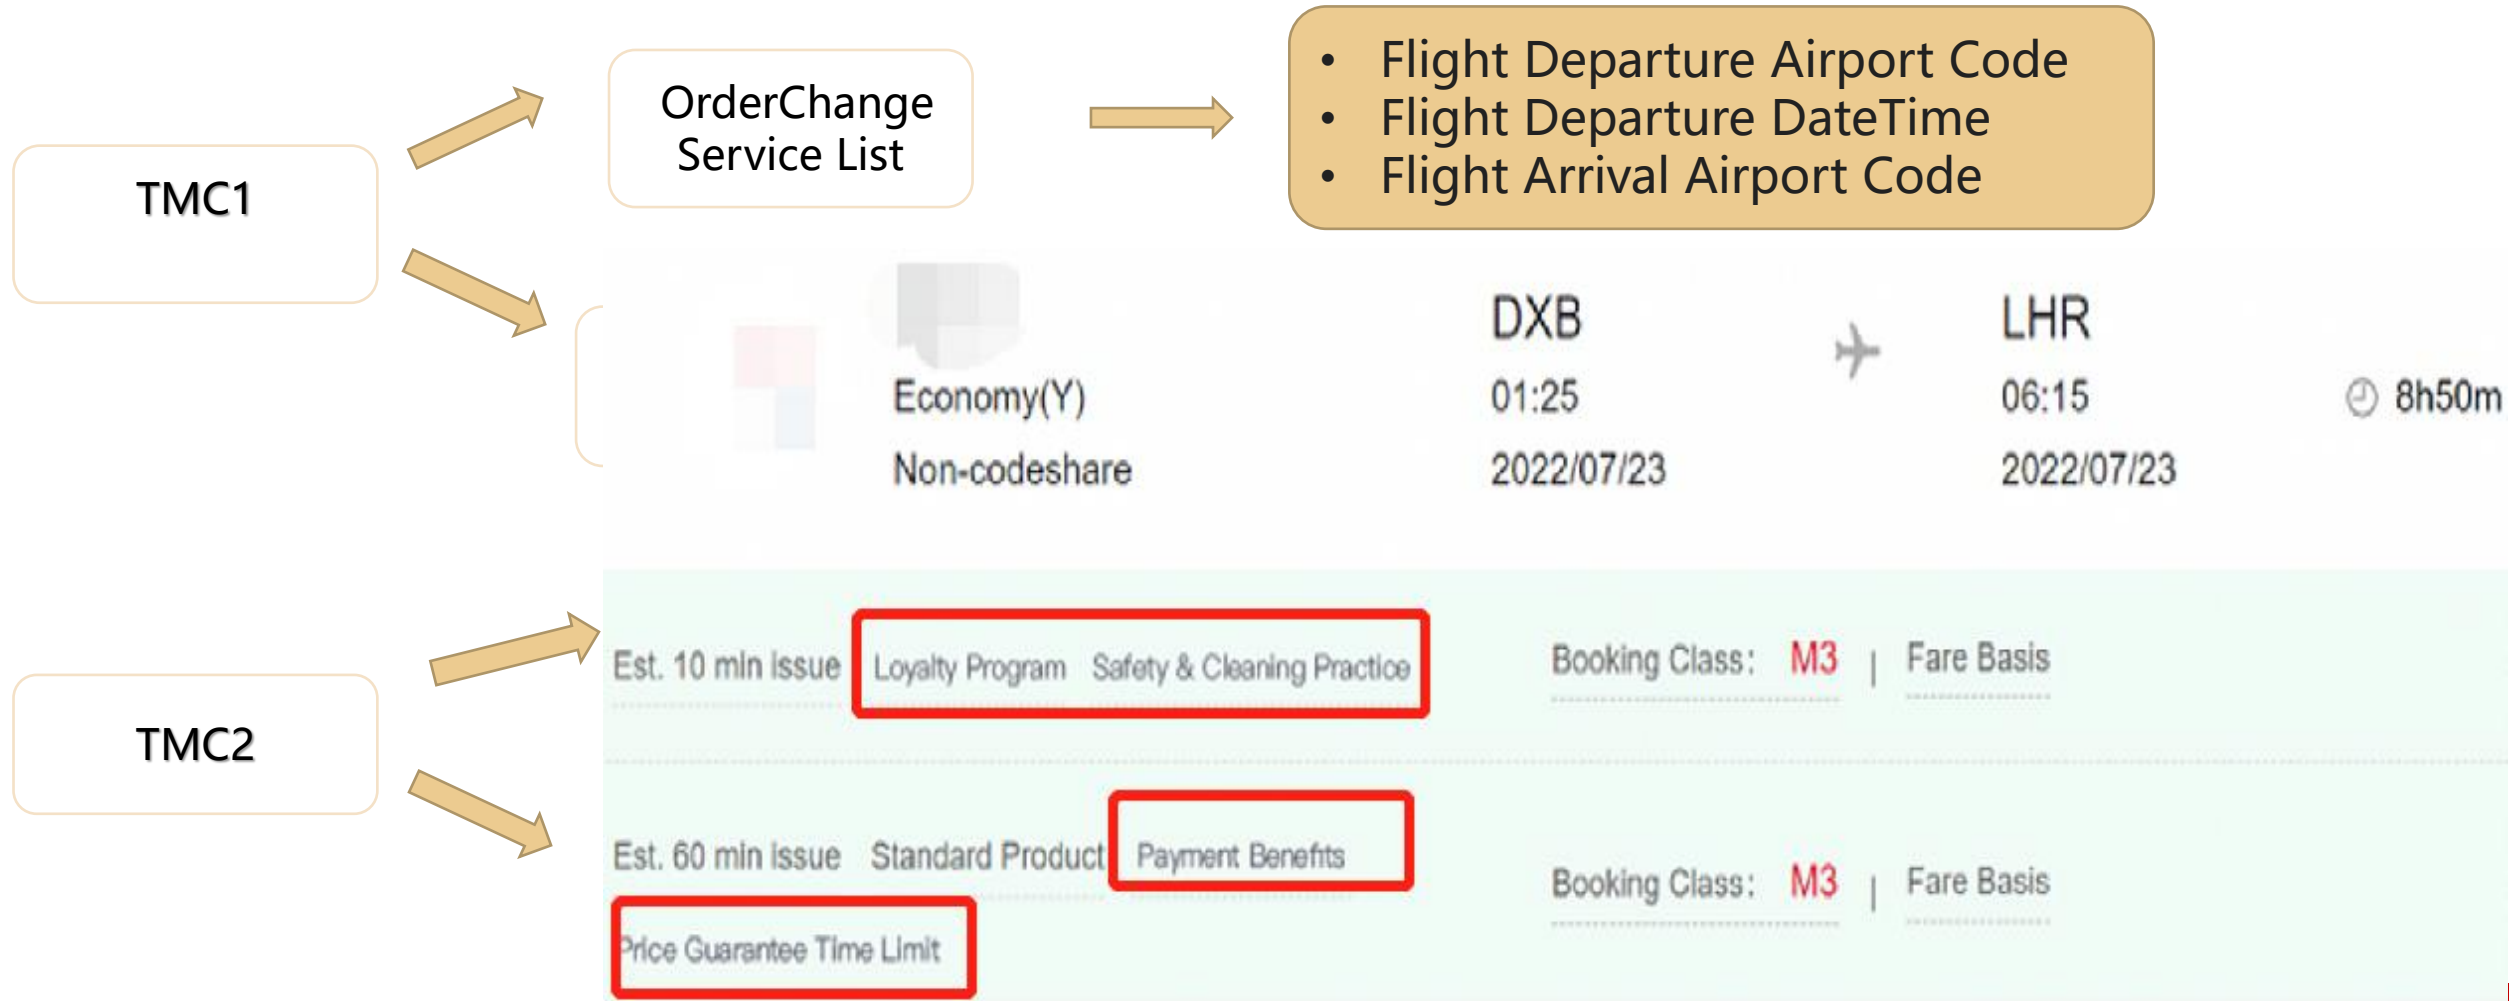 TMC1
OrderChange
Service List
• Flight Departure Airport Code
• Flight Departure DateTime
• Flight Arrival Airport Code
DXB
LHR
Economy(Y)
01:25
06:15
8h50m
Non-codeshare
2022/07/23
2022/07/23
TMC2
Est. 10 min issue Loyalty Program Safety & Cleaning Practice
Booking Class: M3 | Fare Basis
Est. 60 min issue Standard Product Payment Benefits
Booking Class: M3 | Fare Basis
Price Guarantee Time Limit